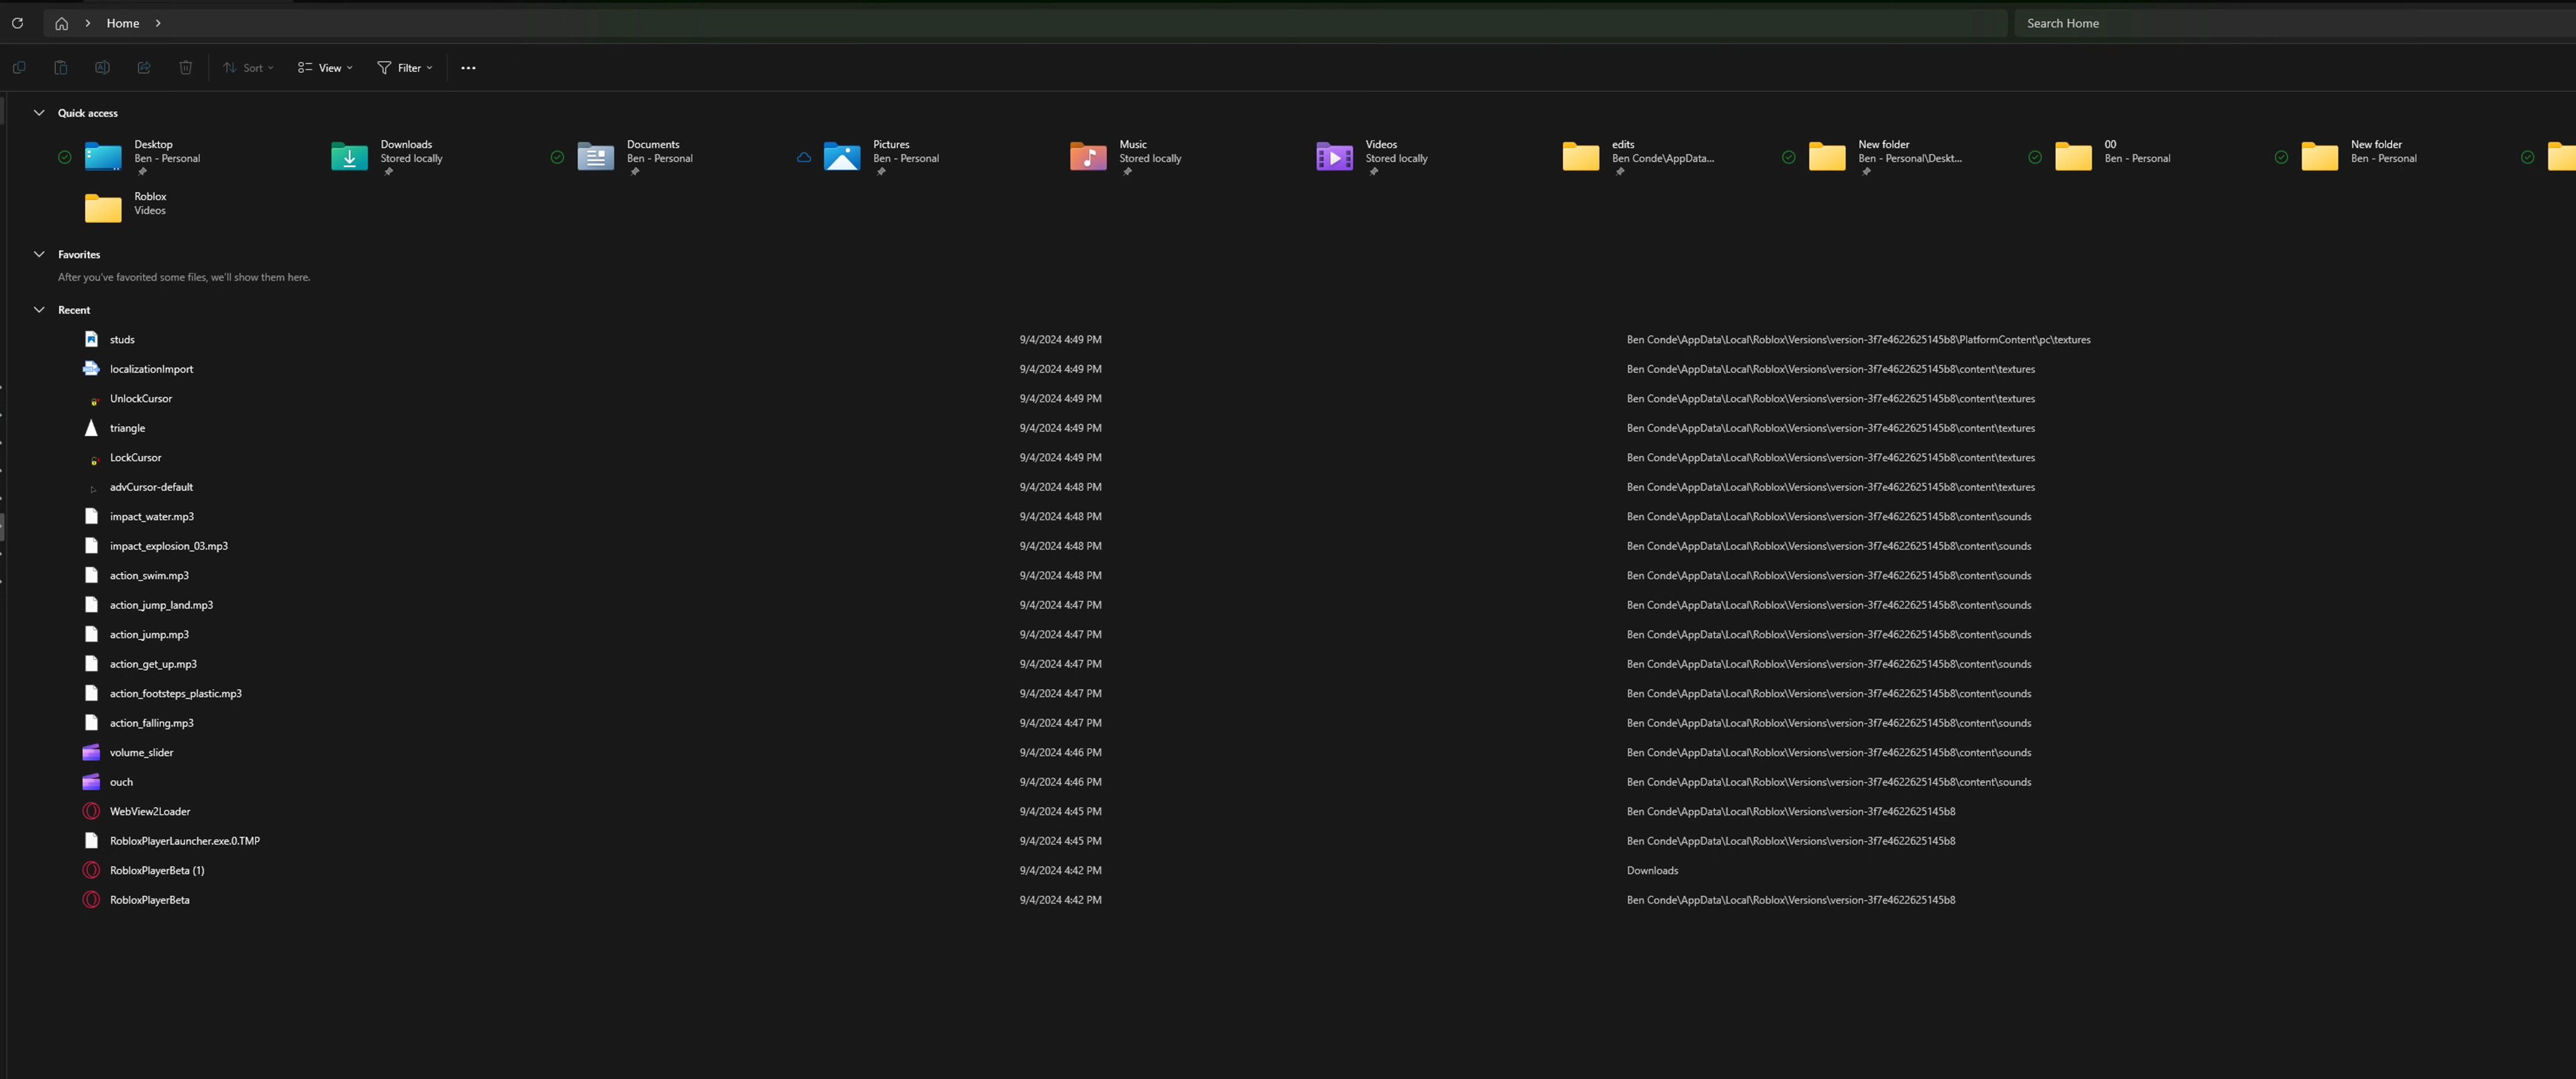 Home
Search Home
Sort
View
Filter
Quick access
Desktop
Ben - Personal
Downloads
Stored locally
Documents
Ben - Personal
Pictures
Ben - Personal
Music
Stored locally
Videos
Stored locally
edits
Ben Conde\AppData...
New folder
Ben - Personal\Deskt...
00
Ben - Personal
New folder
Ben - Personal
Roblox
Videos
Favorites
After you've favorited some files, we'll show them here.
Recent
studs 9/4/2024 4:49 PM Ben Conde\AppData\Local\Roblox\Versions\version-3f7e4622625145b8\PlatformContent\pc\textures
localizationImport 9/4/2024 4:49 PM Ben Conde\AppData\Local\Roblox\Versions\version-3f7e4622625145b8\content\textures
UnlockCursor 9/4/2024 4:49 PM Ben Conde\AppData\Local\Roblox\Versions\version-3f7e4622625145b8\content\textures
triangle 9/4/2024 4:49 PM Ben Conde\AppData\Local\Roblox\Versions\version-3f7e4622625145b8\content\textures
LockCursor 9/4/2024 4:49 PM Ben Conde\AppData\Local\Roblox\Versions\version-3f7e4622625145b8\content\textures
advCursor-default 9/4/2024 4:48 PM Ben Conde\AppData\Local\Roblox\Versions\version-3f7e4622625145b8\content\textures
impact_water.mp3 9/4/2024 4:48 PM Ben Conde\AppData\Local\Roblox\Versions\version-3f7e4622625145b8\content\sounds
impact_explosion_03.mp3 9/4/2024 4:48 PM Ben Conde\AppData\Local\Roblox\Versions\version-3f7e4622625145b8\content\sounds
action_swim.mp3 9/4/2024 4:48 PM Ben Conde\AppData\Local\Roblox\Versions\version-3f7e4622625145b8\content\sounds
action_jump_land.mp3 9/4/2024 4:47 PM Ben Conde\AppData\Local\Roblox\Versions\version-3f7e4622625145b8\content\sounds
action_jump.mp3 9/4/2024 4:47 PM Ben Conde\AppData\Local\Roblox\Versions\version-3f7e4622625145b8\content\sounds
action_get_up.mp3 9/4/2024 4:47 PM Ben Conde\AppData\Local\Roblox\Versions\version-3f7e4622625145b8\content\sounds
action_footsteps_plastic.mp3 9/4/2024 4:47 PM Ben Conde\AppData\Local\Roblox\Versions\version-3f7e4622625145b8\content\sounds
action_falling.mp3 9/4/2024 4:47 PM Ben Conde\AppData\Local\Roblox\Versions\version-3f7e4622625145b8\content\sounds
volume_slider 9/4/2024 4:46 PM Ben Conde\AppData\Local\Roblox\Versions\version-3f7e4622625145b8\content\sounds
ouch 9/4/2024 4:46 PM Ben Conde\AppData\Local\Roblox\Versions\version-3f7e4622625145b8\content\sounds
WebView2Loader 9/4/2024 4:45 PM Ben Conde\AppData\Local\Roblox\Versions\version-3f7e4622625145b8
RobloxPlayerLauncher.exe.0.TMP 9/4/2024 4:45 PM Ben Conde\AppData\Local\Roblox\Versions\version-3f7e4622625145b8
RobloxPlayerBeta (1) 9/4/2024 4:42 PM Downloads
RobloxPlayerBeta 9/4/2024 4:42 PM Ben Conde\AppData\Local\Roblox\Versions\version-3f7e4622625145b8